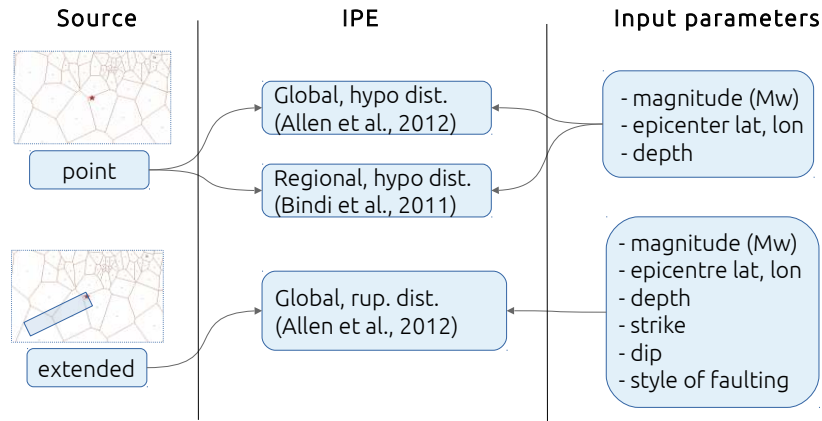 Source
IPE
Input parameters
point
Global, hypo dist.
(Allen et al., 2012)
Regional, hypo dist.
(Bindi et al., 2011)
- magnitude (Mw)
- epicenter lat, lon
- depth
extended
Global, rup. dist.
(Allen et al., 2012)
- magnitude (Mw)
- epicentre lat, lon
- depth
- strike
- dip
- style of faulting